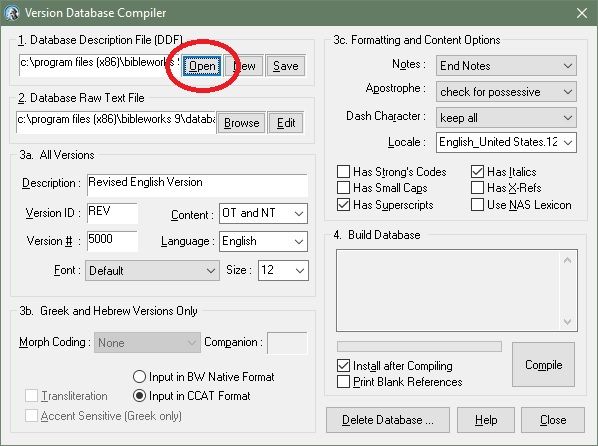 Version Database Compiler
1. Database Description File (DDF)
c:\program files (x86)\bibleworks 9
Open
New
Save
2. Database Raw Text File
c:\program files (x86)\bibleworks 9\databa
Browse
Edit
3a. All Versions
Description: Revised English Version
Version ID : REV
Content : OT and NT
Version # : 5000
Language : English
Font : Default
Size : 12
3b. Greek and Hebrew Versions Only
Morph Coding : None
Companion :
Input in BW Native Format
Transliteration
Input in CCAT Format
Accent Sensitive (Greek only)
3c. Formatting and Content Options
Notes : End Notes
Apostrophe : check for possessive
Dash Character : keep all
Locale : English_United States.12
Has Strong's Codes
Has Italics
Has Small Caps
Has X-Refs
Has Superscripts
Use NAS Lexicon
4. Build Database
Install after Compiling
Print Blank References
Compile
Delete Database ...
Help
Close